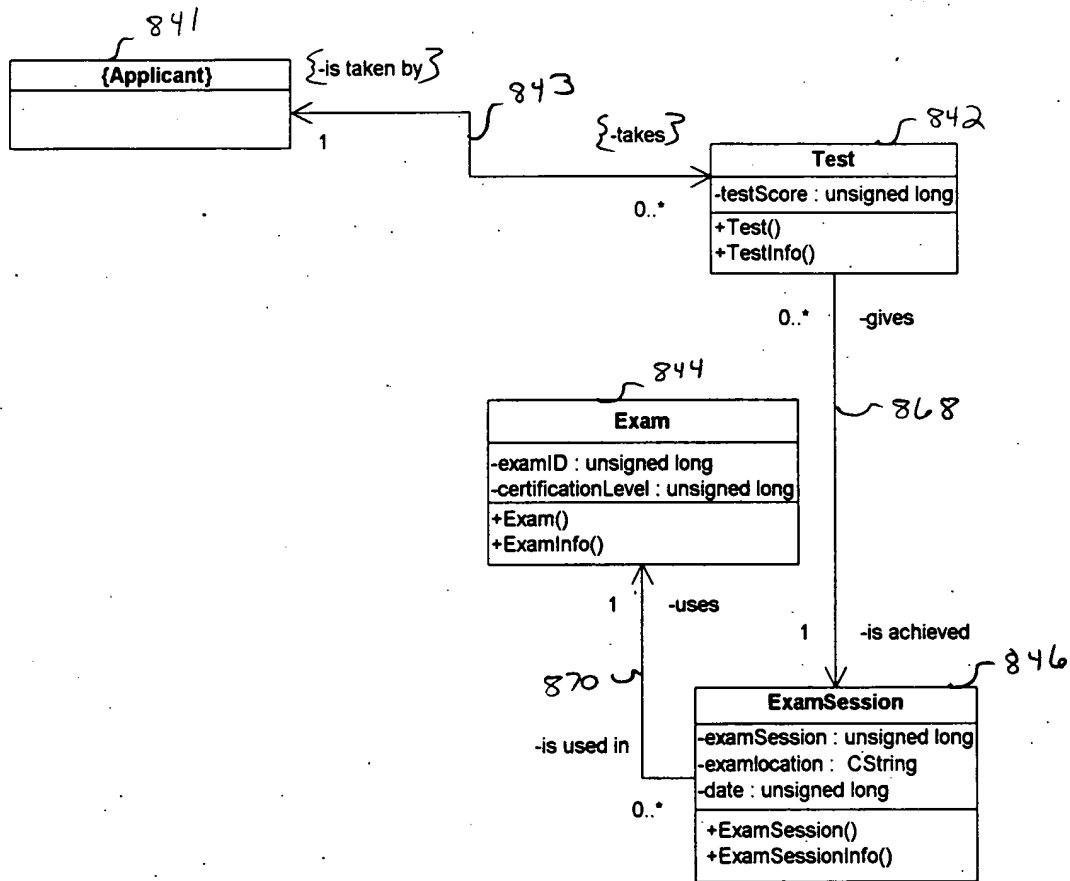 841
{Applicant}
{-is taken by}
843
1
{-takes}
842
0..*
Test
-testScore : unsigned long
+Test()
+TestInfo()
0..*
-gives
868
844
Exam
-examID : unsigned long
-certificationLevel : unsigned long
+Exam()
+ExamInfo()
1
-uses
1
-is achieved
846
870
-is used in
0..*
ExamSession
-examSession : unsigned long
-examlocation : CString
-date : unsigned long
+ExamSession()
+ExamSessionInfo()